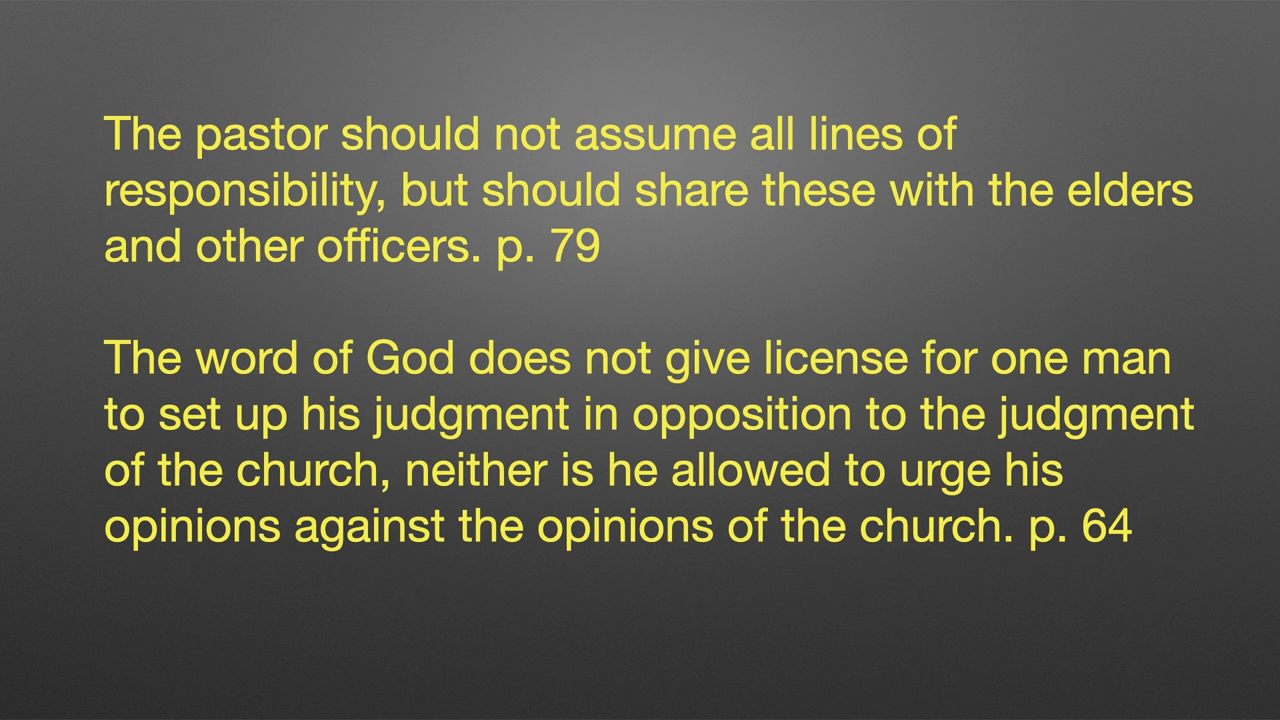 The pastor should not assume all lines of
responsibility, but should share these with the elders
and other officers. p. 79
The word of God does not give license for one man
to set up his judgment in opposition to the judgment
of the church, neither is he allowed to urge his
opinions against the opinions of the church. p. 64